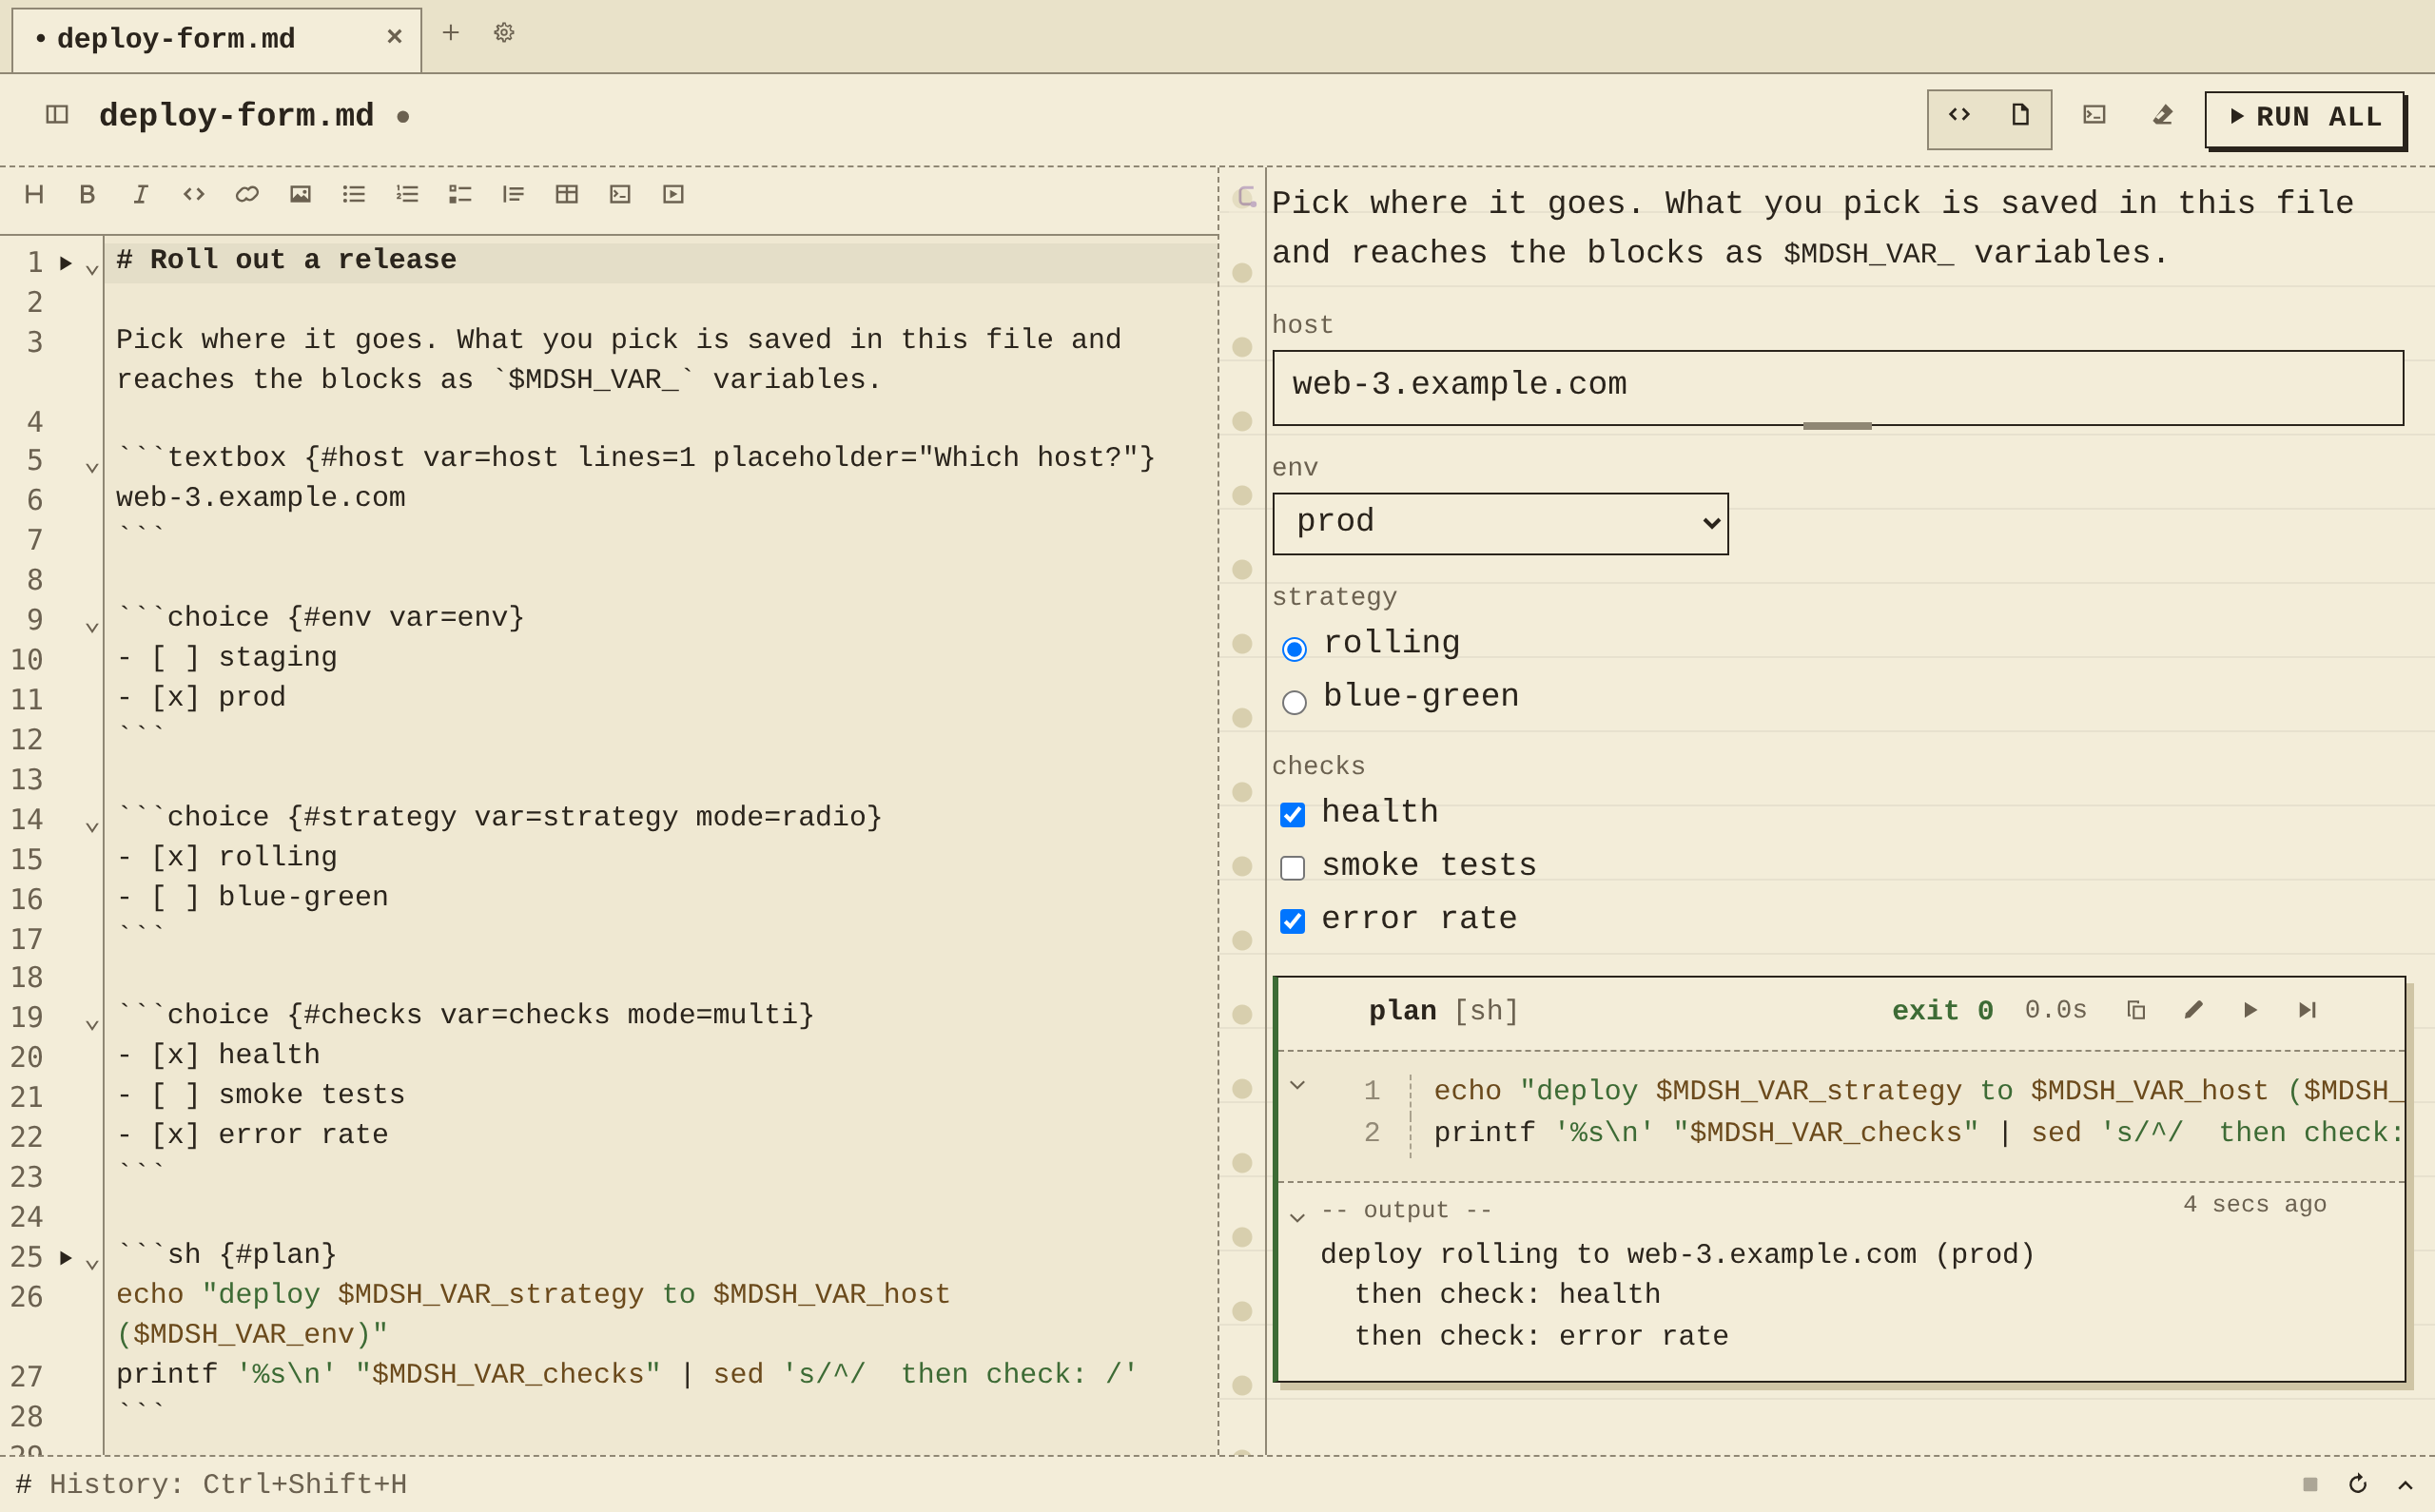 • deploy-form.md ×
deploy-form.md ●
RUN ALL
1 # Roll out a release
2
3 Pick where it goes. What you pick is saved in this file and
reaches the blocks as `$MDSH_VAR_` variables.
4
5 ```textbox {#host var=host lines=1 placeholder="Which host?"}
6 web-3.example.com
7 ```
8
9 ```choice {#env var=env}
10 - [ ] staging
11 - [x] prod
12 ```
13
14 ```choice {#strategy var=strategy mode=radio}
15 - [x] rolling
16 - [ ] blue-green
17 ```
18
19 ```choice {#checks var=checks mode=multi}
20 - [x] health
21 - [ ] smoke tests
22 - [x] error rate
23 ```
24
25 ```sh {#plan}
26 echo "deploy $MDSH_VAR_strategy to $MDSH_VAR_host
($MDSH_VAR_env)"
27 printf '%s\n' "$MDSH_VAR_checks" | sed 's/^/  then check: /'
28 ```
29
Pick where it goes. What you pick is saved in this file
and reaches the blocks as $MDSH_VAR_ variables.
host
web-3.example.com
env
prod
strategy
rolling
blue-green
checks
health
smoke tests
error rate
plan [sh] exit 0 0.0s
1 echo "deploy $MDSH_VAR_strategy to $MDSH_VAR_host ($MDSH_
2 printf '%s\n' "$MDSH_VAR_checks" | sed 's/^/  then check:
-- output -- 4 secs ago
deploy rolling to web-3.example.com (prod)
  then check: health
  then check: error rate
# History: Ctrl+Shift+H